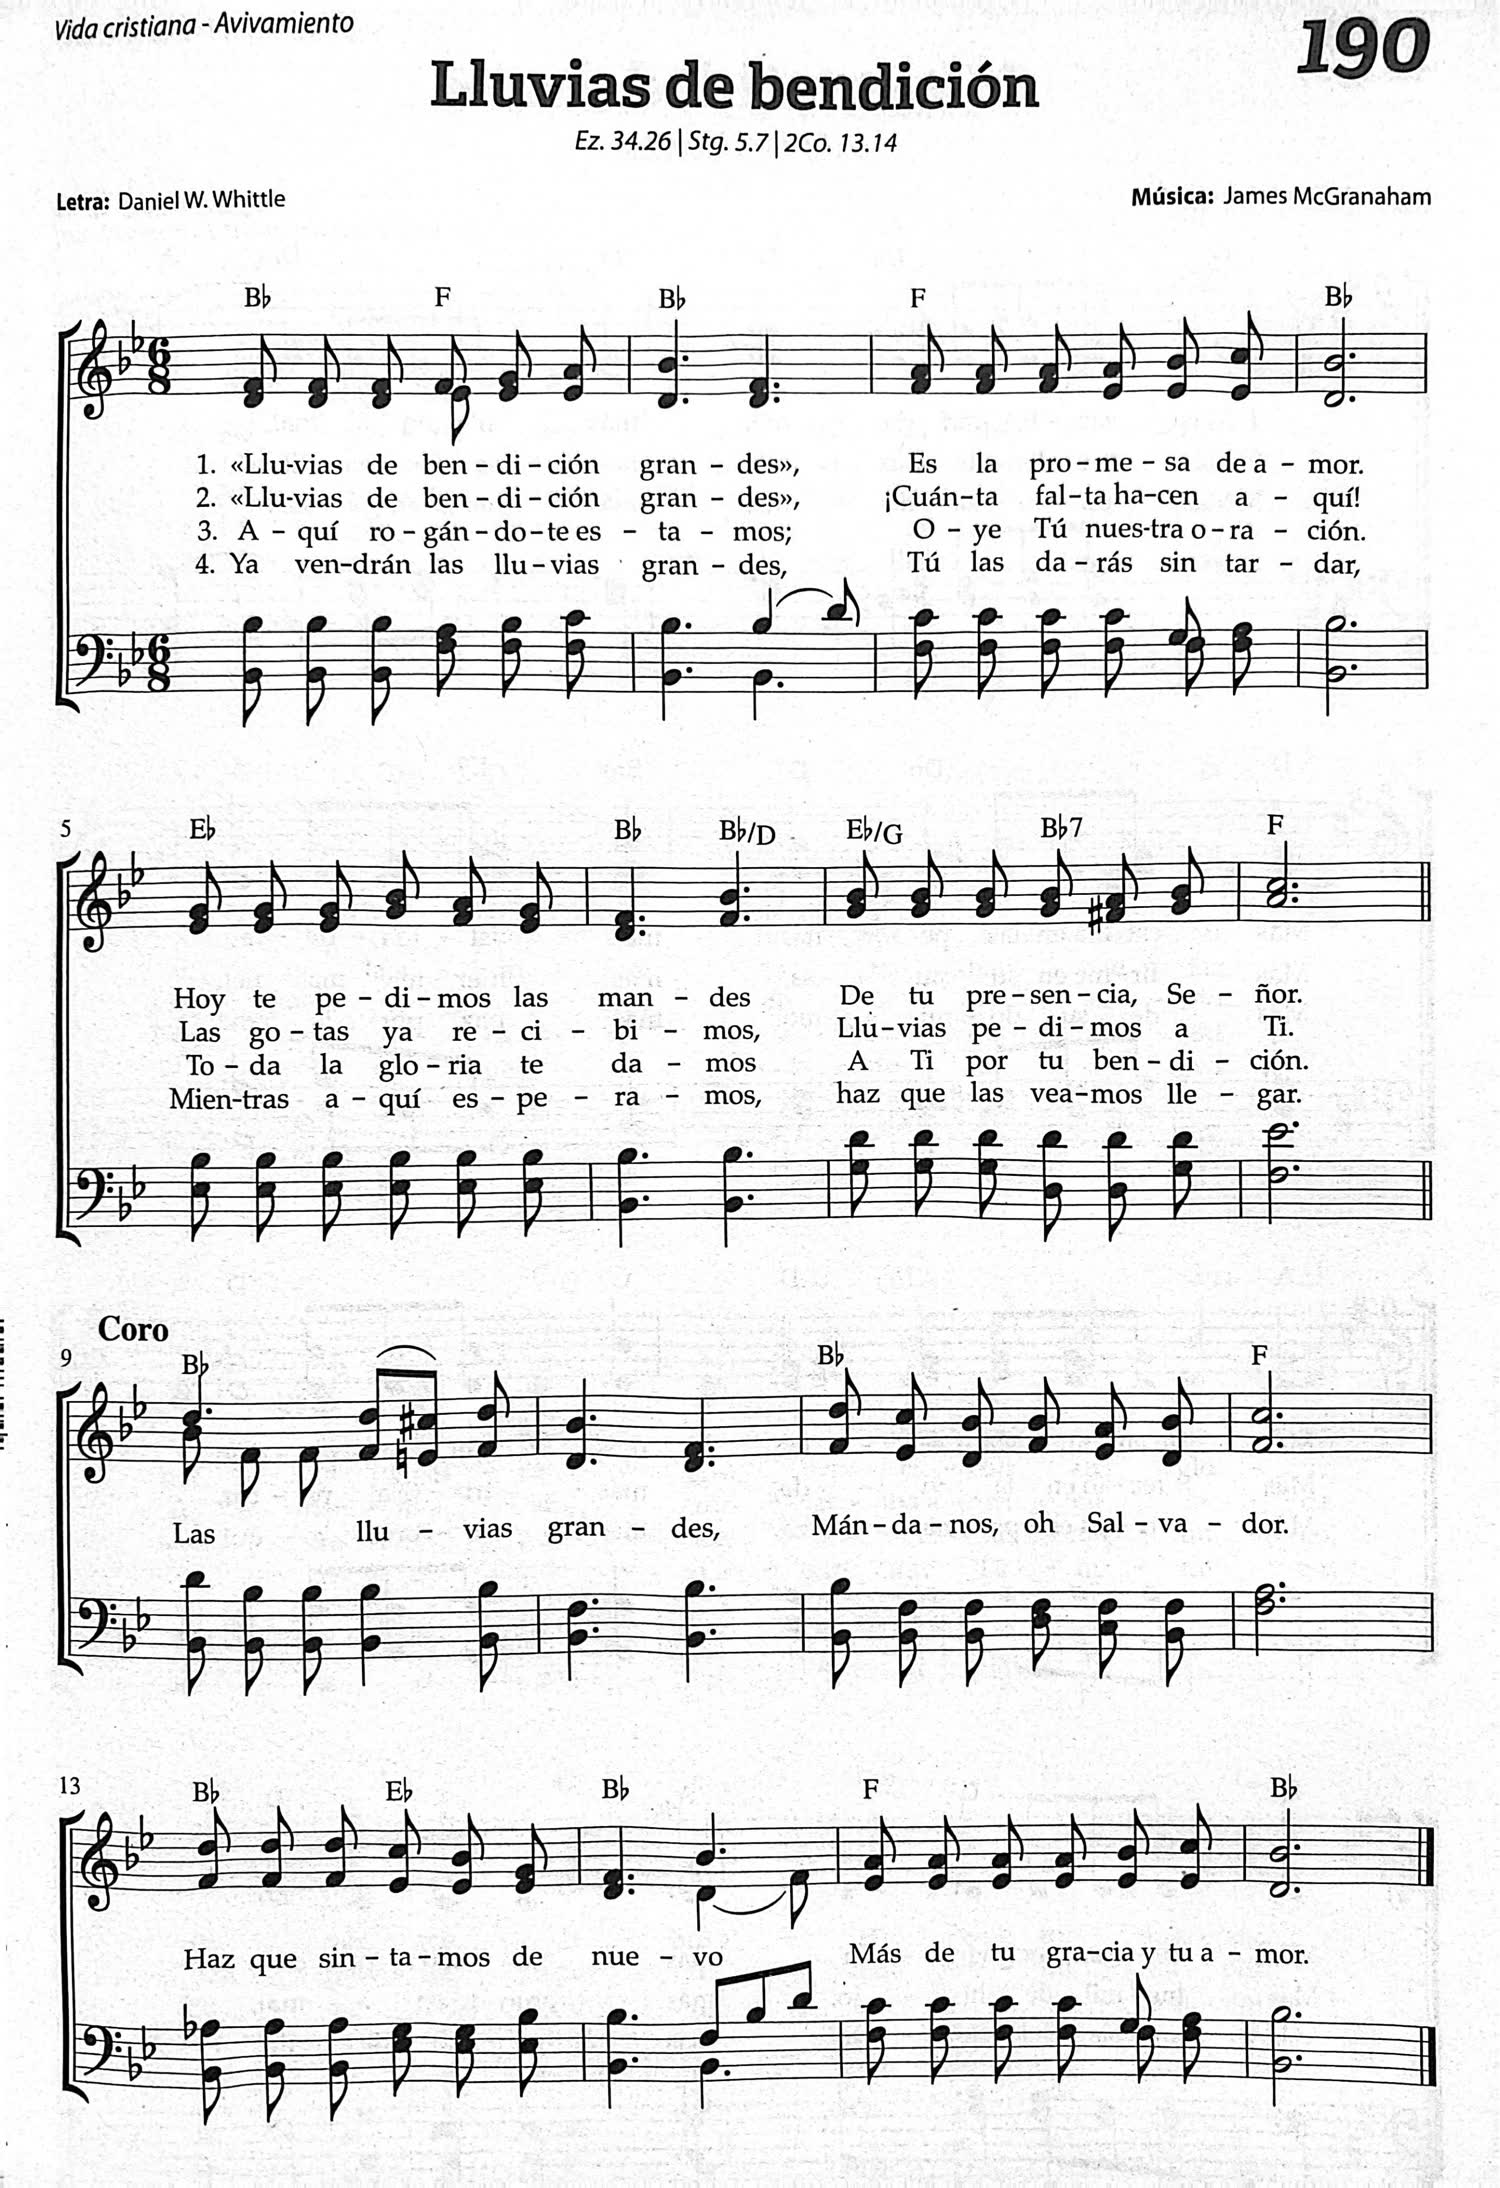 Vida cristiana - Avivamiento
190
Lluvias de bendición
Ez. 34.26 | Stg. 5.7 | 2Co. 13.14
Letra: Daniel W. Whittle
Música: James McGranaham
B♭ F B♭ F B♭
6 8
1. «Llu-vias de ben-di-ción gran-des», Es la pro-me-sa de a-mor.
2. «Llu-vias de ben-di-ción gran-des», ¡Cuán-ta fal-ta ha-cen a-quí!
3. A-quí ro-gán-do-te es-ta-mos; O-ye Tú nues-tra o-ra-ción.
4. Ya ven-drán las llu-vias gran-des, Tú las da-rás sin tar-dar,
6 8
5 E♭ B♭ B♭/D E♭/G B♭7 F
Hoy te pe-di-mos las man-des De tu pre-sen-cia, Se-ñor.
Las go-tas ya re-ci-bi-mos, Llu-vias pe-di-mos a Ti.
To-da la glo-ria te da-mos A Ti por tu ben-di-ción.
Mien-tras a-quí es-pe-ra-mos, haz que las vea-mos lle-gar.
Coro
9 B♭ B♭ F
Las llu-vias gran-des, Mán-da-nos, oh Sal-va-dor.
13 B♭ E♭ B♭ F B♭
Haz que sin-ta-mos de nue-vo Más de tu gra-cia y tu a-mor.